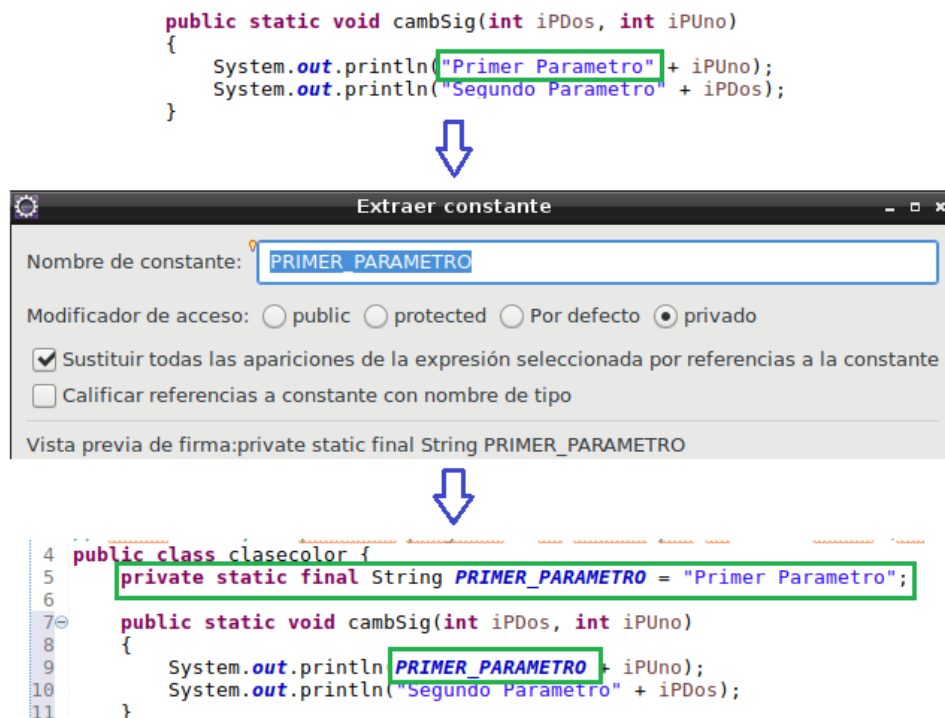 public static void cambSig(int iPDos, int iPUno)
{
System.out.println("Primer Parametro" + iPUno);
System.out.println("Segundo Parametro" + iPDos);
}
Extraer constante
Nombre de constante: PRIMER_PARAMETRO
Modificador de acceso: public protected Por defecto privado
Sustituir todas las apariciones de la expresión seleccionada por referencias a la constante
Calificar referencias a constante con nombre de tipo
Vista previa de firma:private static final String PRIMER_PARAMETRO
4 public class clasecolor {
5 private static final String PRIMER_PARAMETRO = "Primer Parametro";
6
7 public static void cambSig(int iPDos, int iPUno)
8 {
9 System.out.println(PRIMER_PARAMETRO + iPUno);
10 System.out.println("Segundo Parametro" + iPDos);
11 }